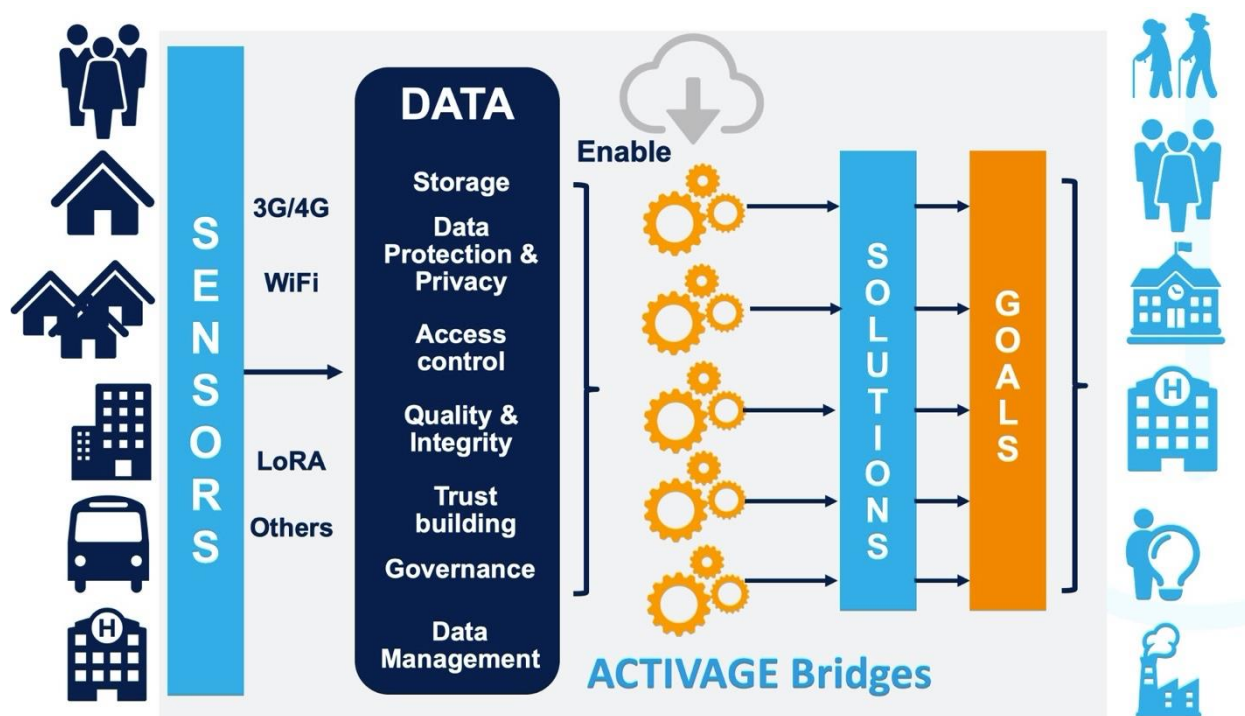 SENSORS
3G/4G
WiFi
LoRA
Others
DATA
Storage
Data
Protection &
Privacy
Access
control
Quality &
Integrity
Trust
building
Governance
Data
Management
Enable
SOLUTIONS
GOALS
ACTIVAGE Bridges
H
H